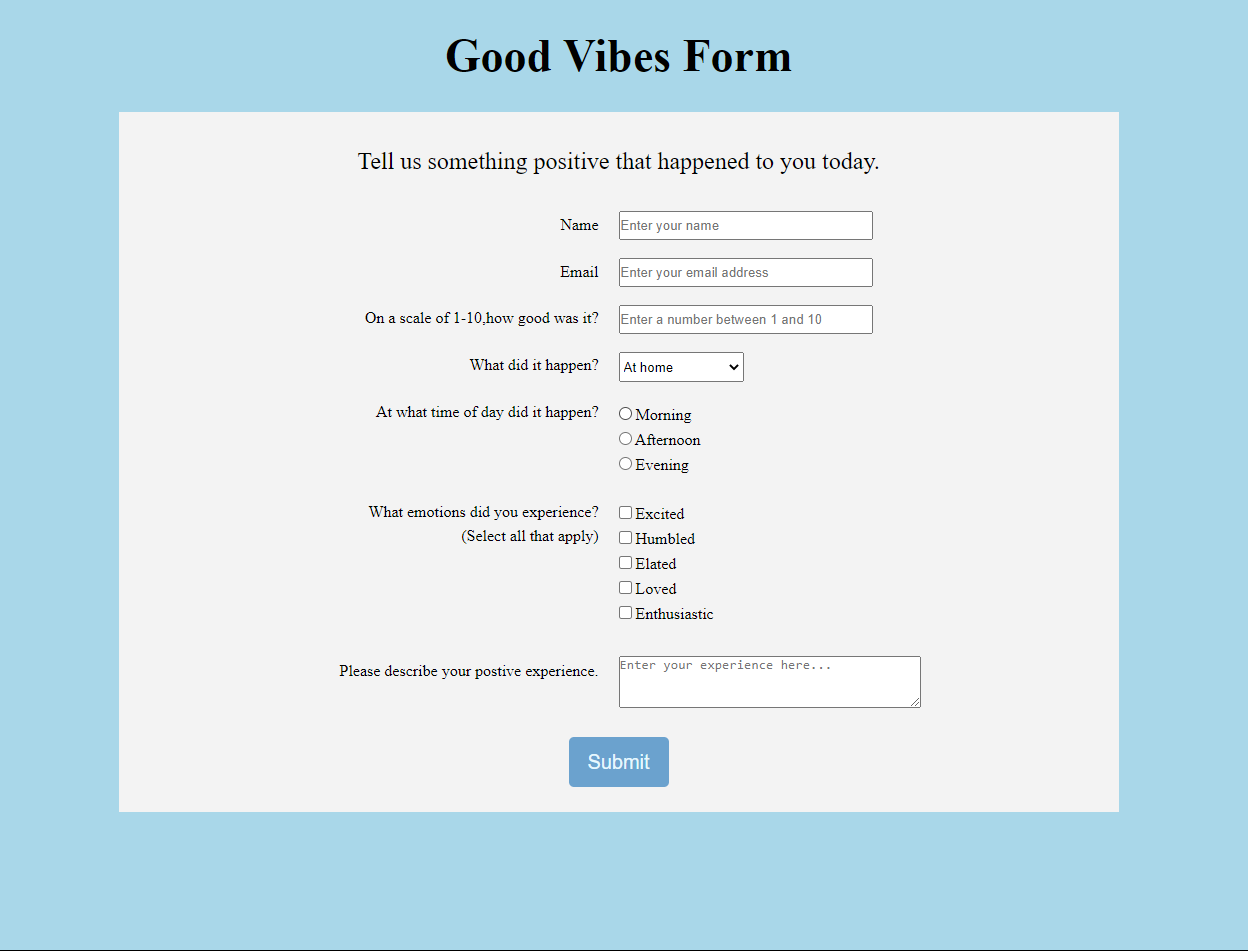 Good Vibes Form
Tell us something positive that happened to you today.
Name
Enter your name
Email
Enter your email address
On a scale of 1-10,how good was it?
Enter a number between 1 and 10
What did it happen?
At home
At what time of day did it happen?
Morning
Afternoon
Evening
What emotions did you experience?
(Select all that apply)
Excited
Humbled
Elated
Loved
Enthusiastic
Please describe your postive experience.
Enter your experience here...
Submit